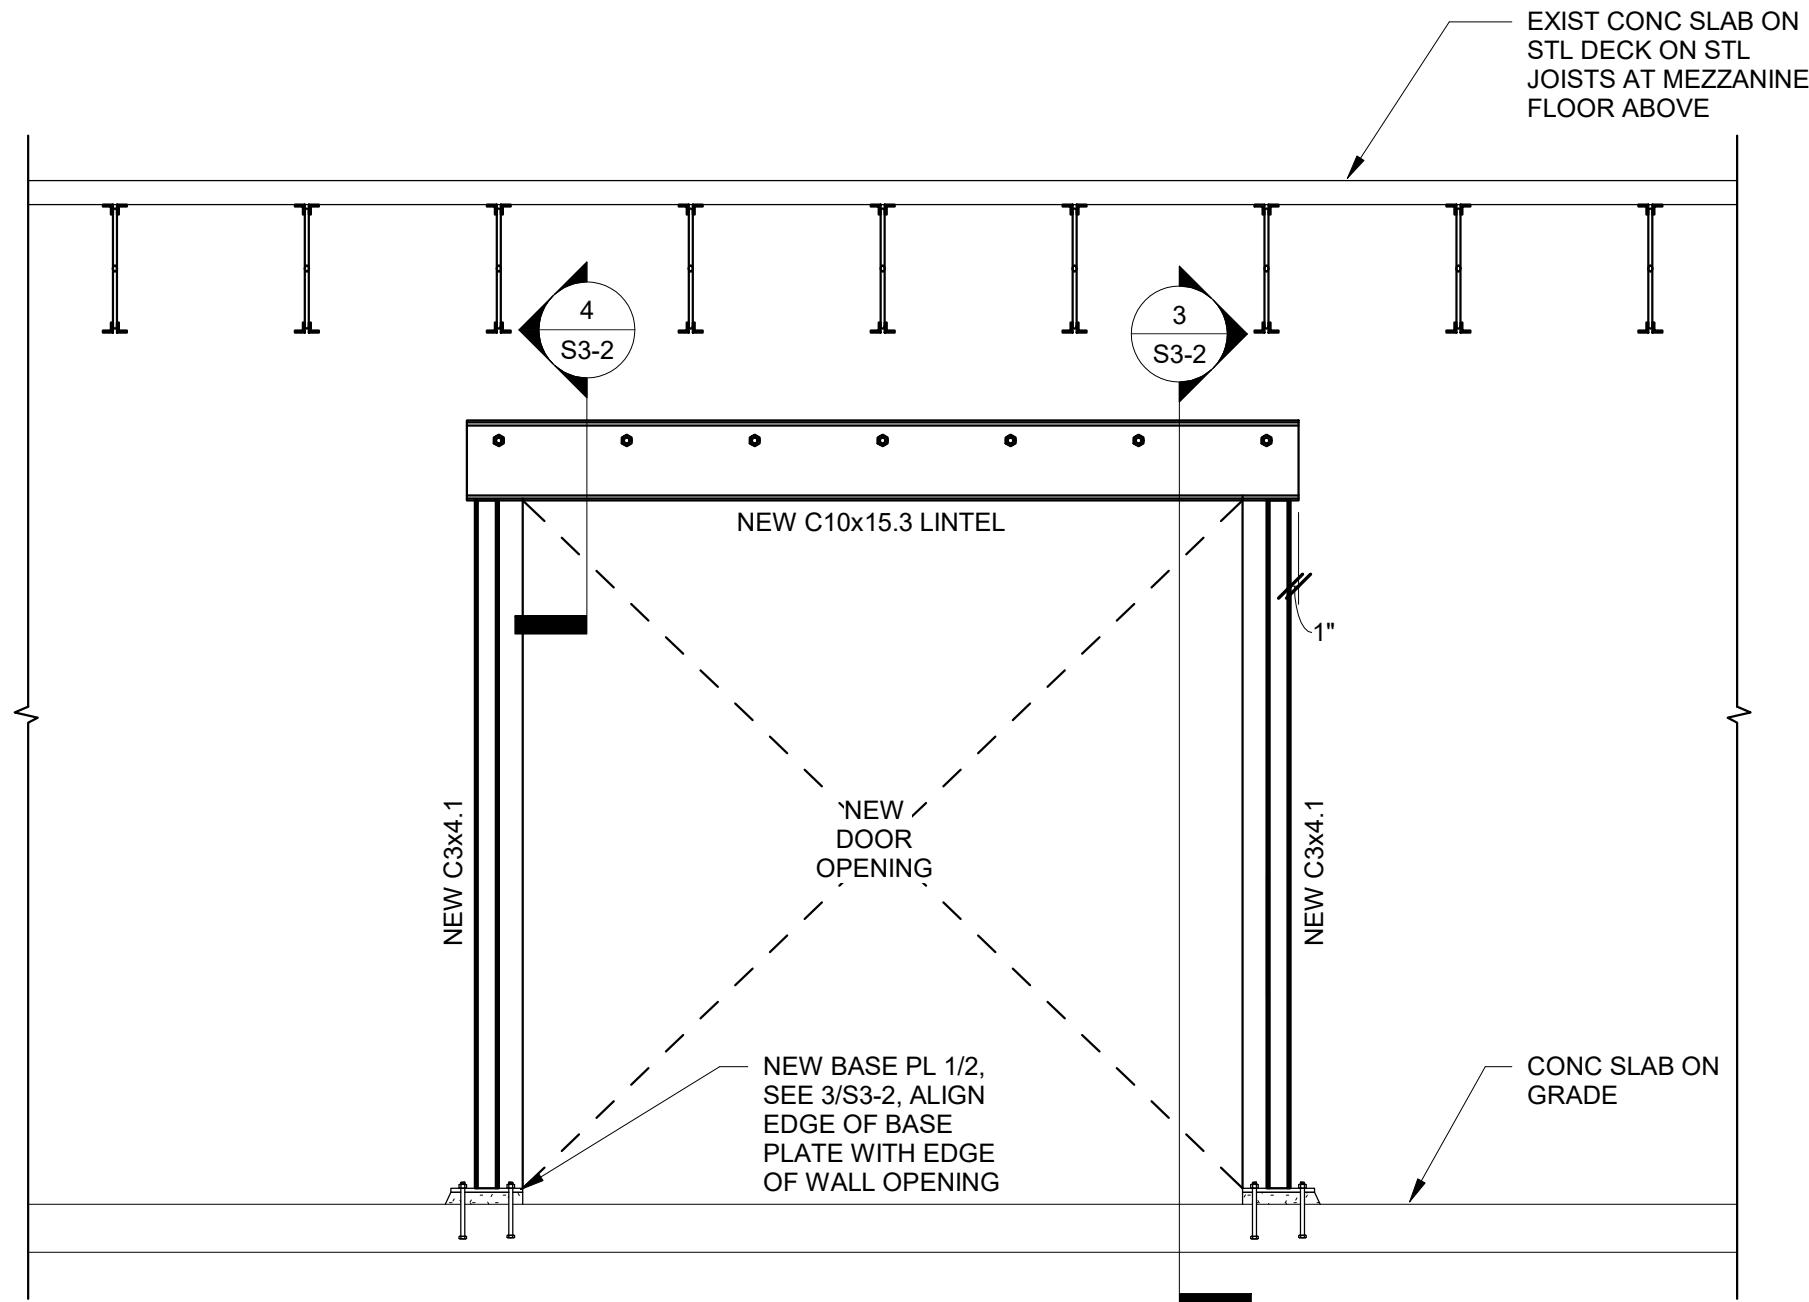 EXIST CONC SLAB ON
STL DECK ON STL
JOISTS AT MEZZANINE
FLOOR ABOVE
4
S3-2
3
S3-2
NEW C10x15.3 LINTEL
1"
NEW C3x4.1
NEW
DOOR
OPENING
NEW C3x4.1
NEW BASE PL 1/2,
SEE 3/S3-2, ALIGN
EDGE OF BASE
PLATE WITH EDGE
OF WALL OPENING
CONC SLAB ON
GRADE